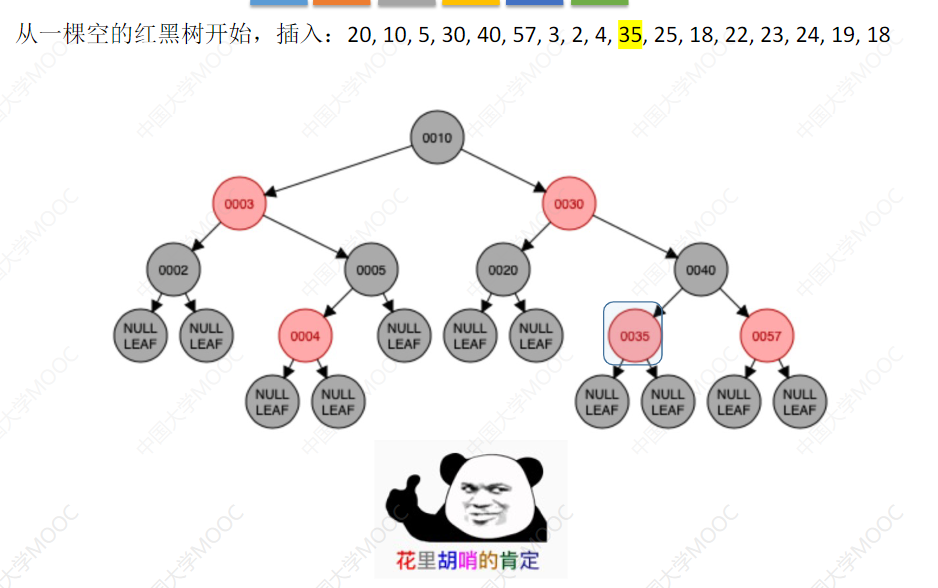 从一棵空的红黑树开始，插入：20, 10, 5, 30, 40, 57, 3, 2, 4, 35, 25, 18, 22, 23, 24, 19, 18
0010
0003
0030
0002
0005
0020
0040
NULL LEAF
NULL LEAF
0004
NULL LEAF
NULL LEAF
NULL LEAF
0035
0057
NULL LEAF
NULL LEAF
NULL LEAF
NULL LEAF
NULL LEAF
NULL LEAF
花里胡哨的肯定
中国大学MOOC